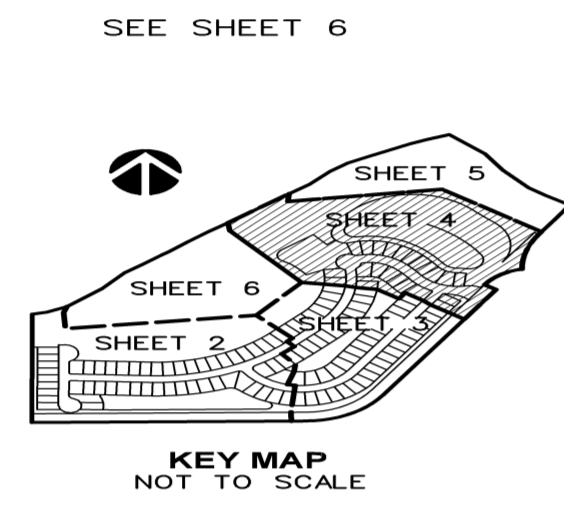 SEE SHEET 6
SHEET 5
SHEET 4
SHEET 6
SHEET 3
SHEET 2
KEY MAP
NOT TO SCALE